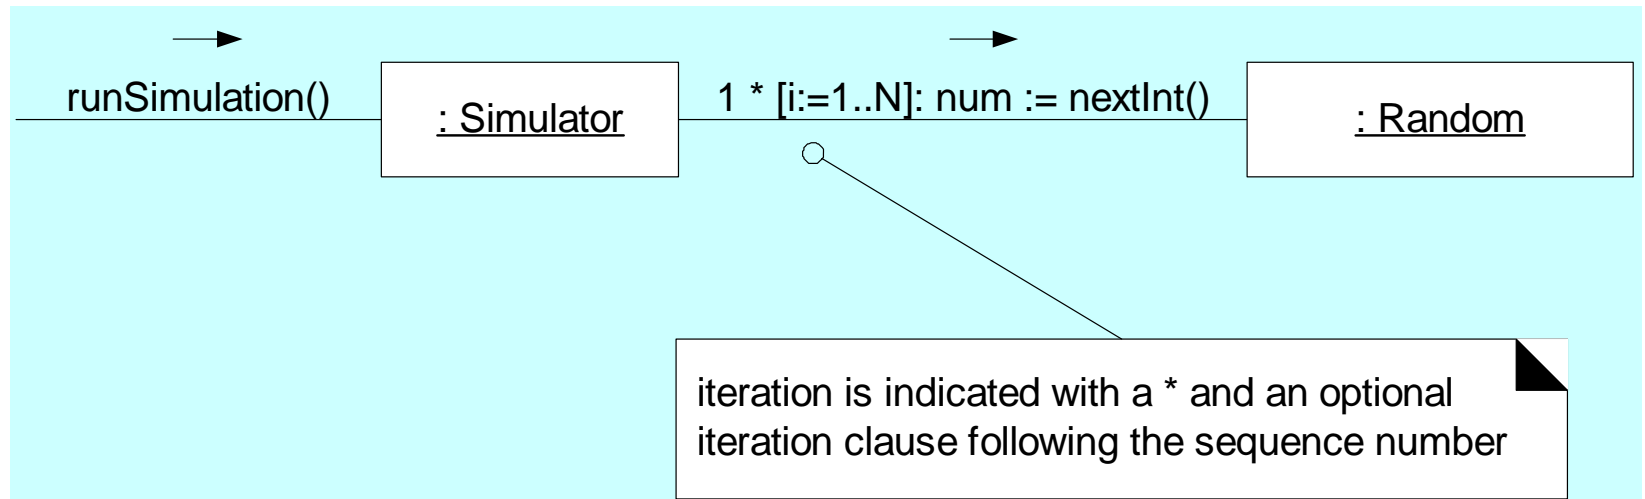 runSimulation()
: Simulator
1 * [i:=1..N]: num := nextInt()
: Random
iteration is indicated with a * and an optional
iteration clause following the sequence number